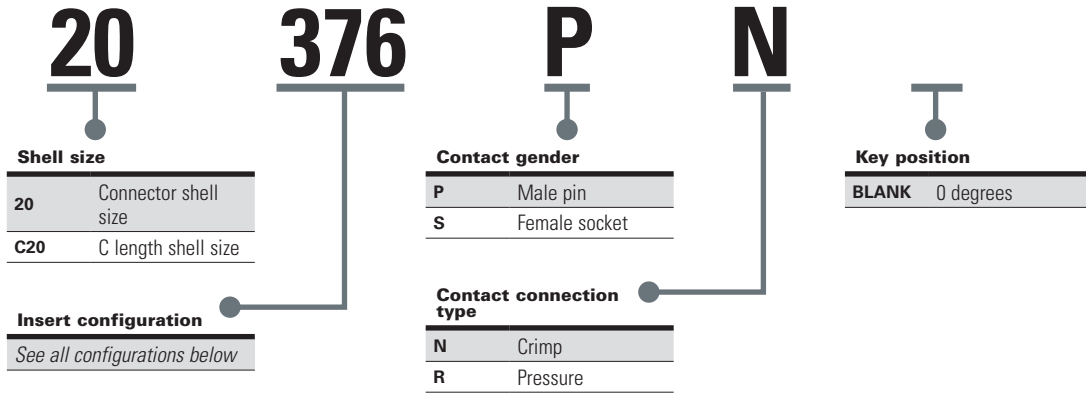 20 376 P N
Shell size
20 Connector shell
size
C20 C length shell size
Insert configuration
See all configurations below
Contact gender
P Male pin
S Female socket
Contact connection
type
N Crimp
R Pressure
Key position
BLANK 0 degrees